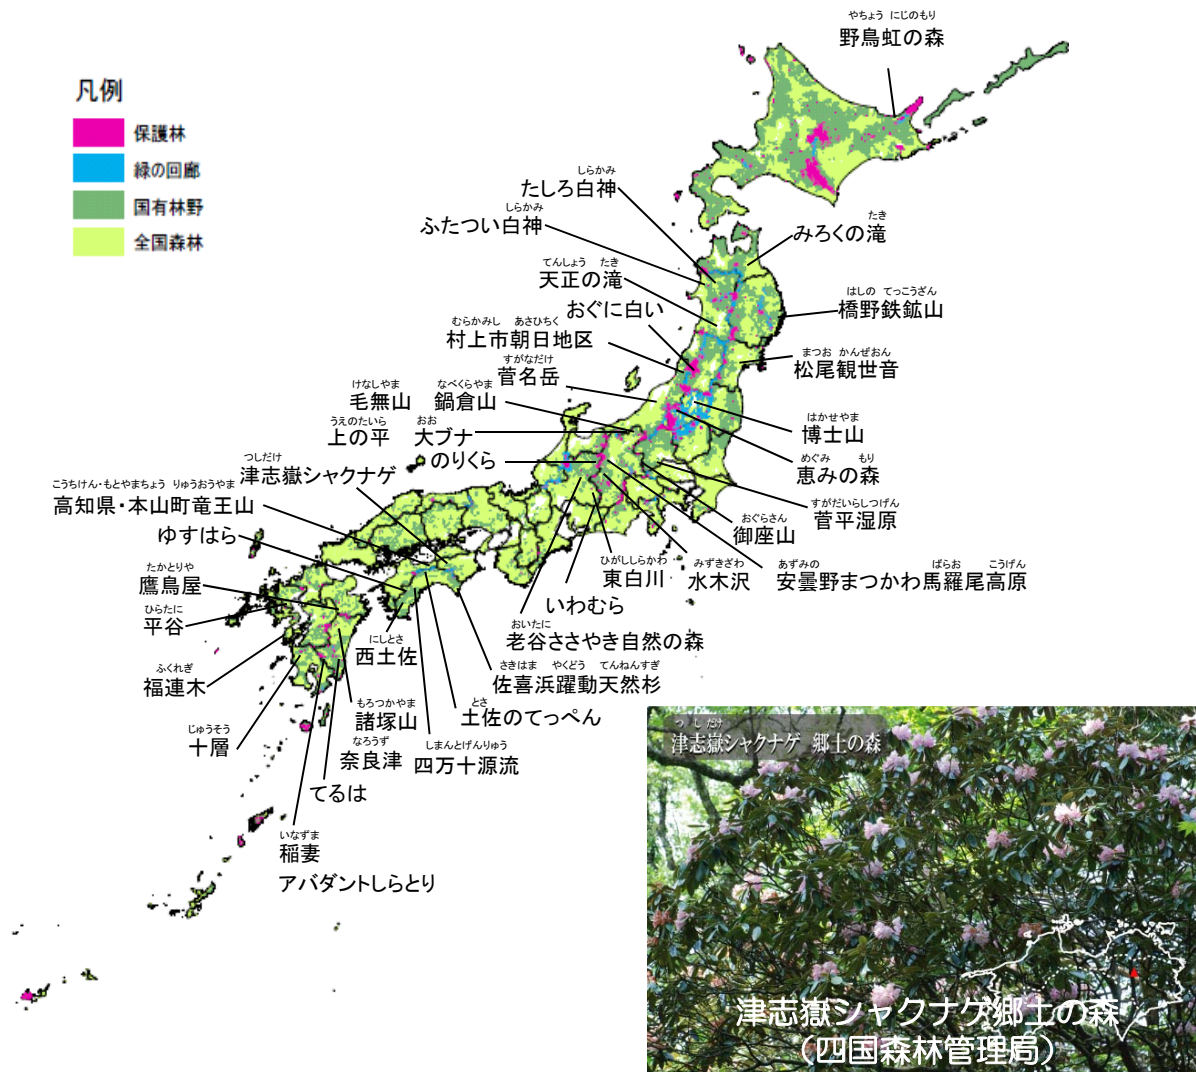 やちょう にじのもり
野鳥虹の森
凡例
保護林
緑の回廊
国有林野
全国森林
しらかみ
たしろ白神
しらかみ
ふたつい白神
たき
みろくの滝
てんしょう たき
天正の滝
はしの てっこうざん
橋野鉄鉱山
おぐに白い
むらかみし あさひちく
村上市朝日地区
まつお かんぜおん
松尾観世音
すがなだけ
菅名岳
けなしやま
毛無山
なべくらやま
鍋倉山
はかせやま
博士山
うえのたいら
上の平
おお
大ブナ
のりくら
めぐみ もり
恵みの森
つしだけ
津志嶽シャクナゲ
こうちけん・もとやまちょう りゅうおうやま
高知県・本山町竜王山
すがだいらしつげん
菅平湿原
おぐらさん
御座山
ゆすはら
ひがししらかわ
東白川
みずきざわ
水木沢
あずみの ばらお こうげん
安曇野まつかわ馬羅尾高原
たかとりや
鷹鳥屋
いわむら
ひらたに
平谷
おいたに
老谷ささやき自然の森
にしとさ
西土佐
さきはま やくどう てんねんすぎ
佐喜浜躍動天然杉
ふくれぎ
福連木
とさ
土佐のてっぺん
もろつかやま
諸塚山
じゅうそう
十層
なろうず
奈良津
しまんとげんりゅう
四万十源流
てるは
いなずま
稲妻
アバダントしらとり
つ し だけ
津志嶽シャクナゲ 郷土の森
津志嶽シャクナゲ郷土の森
(四国森林管理局)